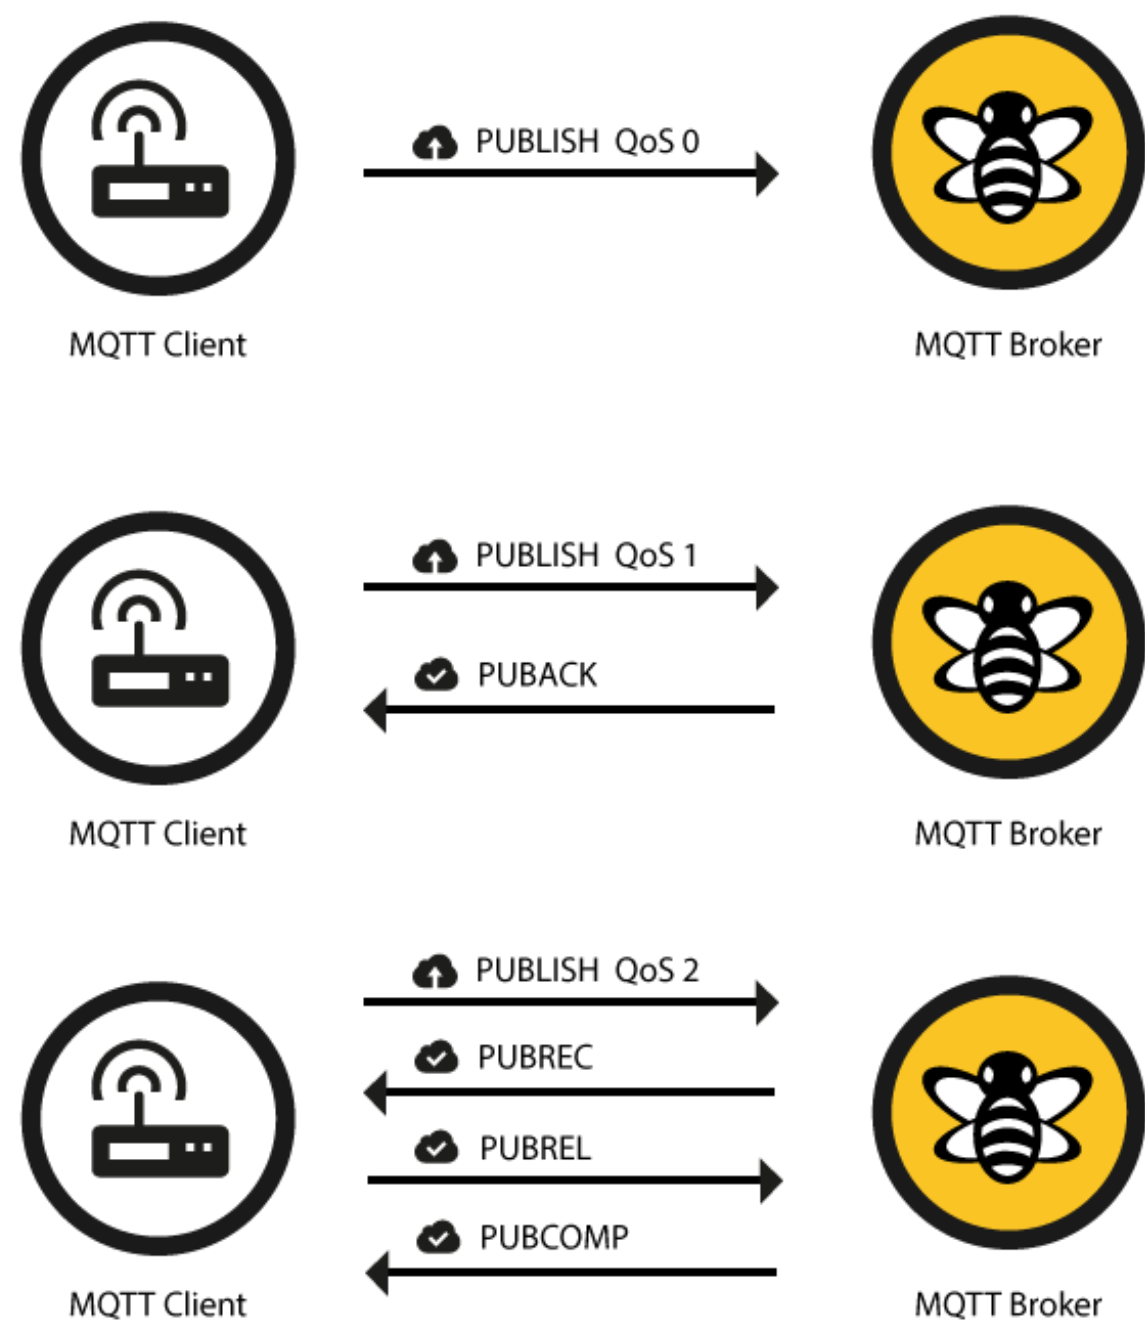 PUBLISH QoS 0
MQTT Client
MQTT Broker
PUBLISH QoS 1
PUBACK
MQTT Client
MQTT Broker
PUBLISH QoS 2
PUBREC
PUBREL
PUBCOMP
MQTT Client
MQTT Broker